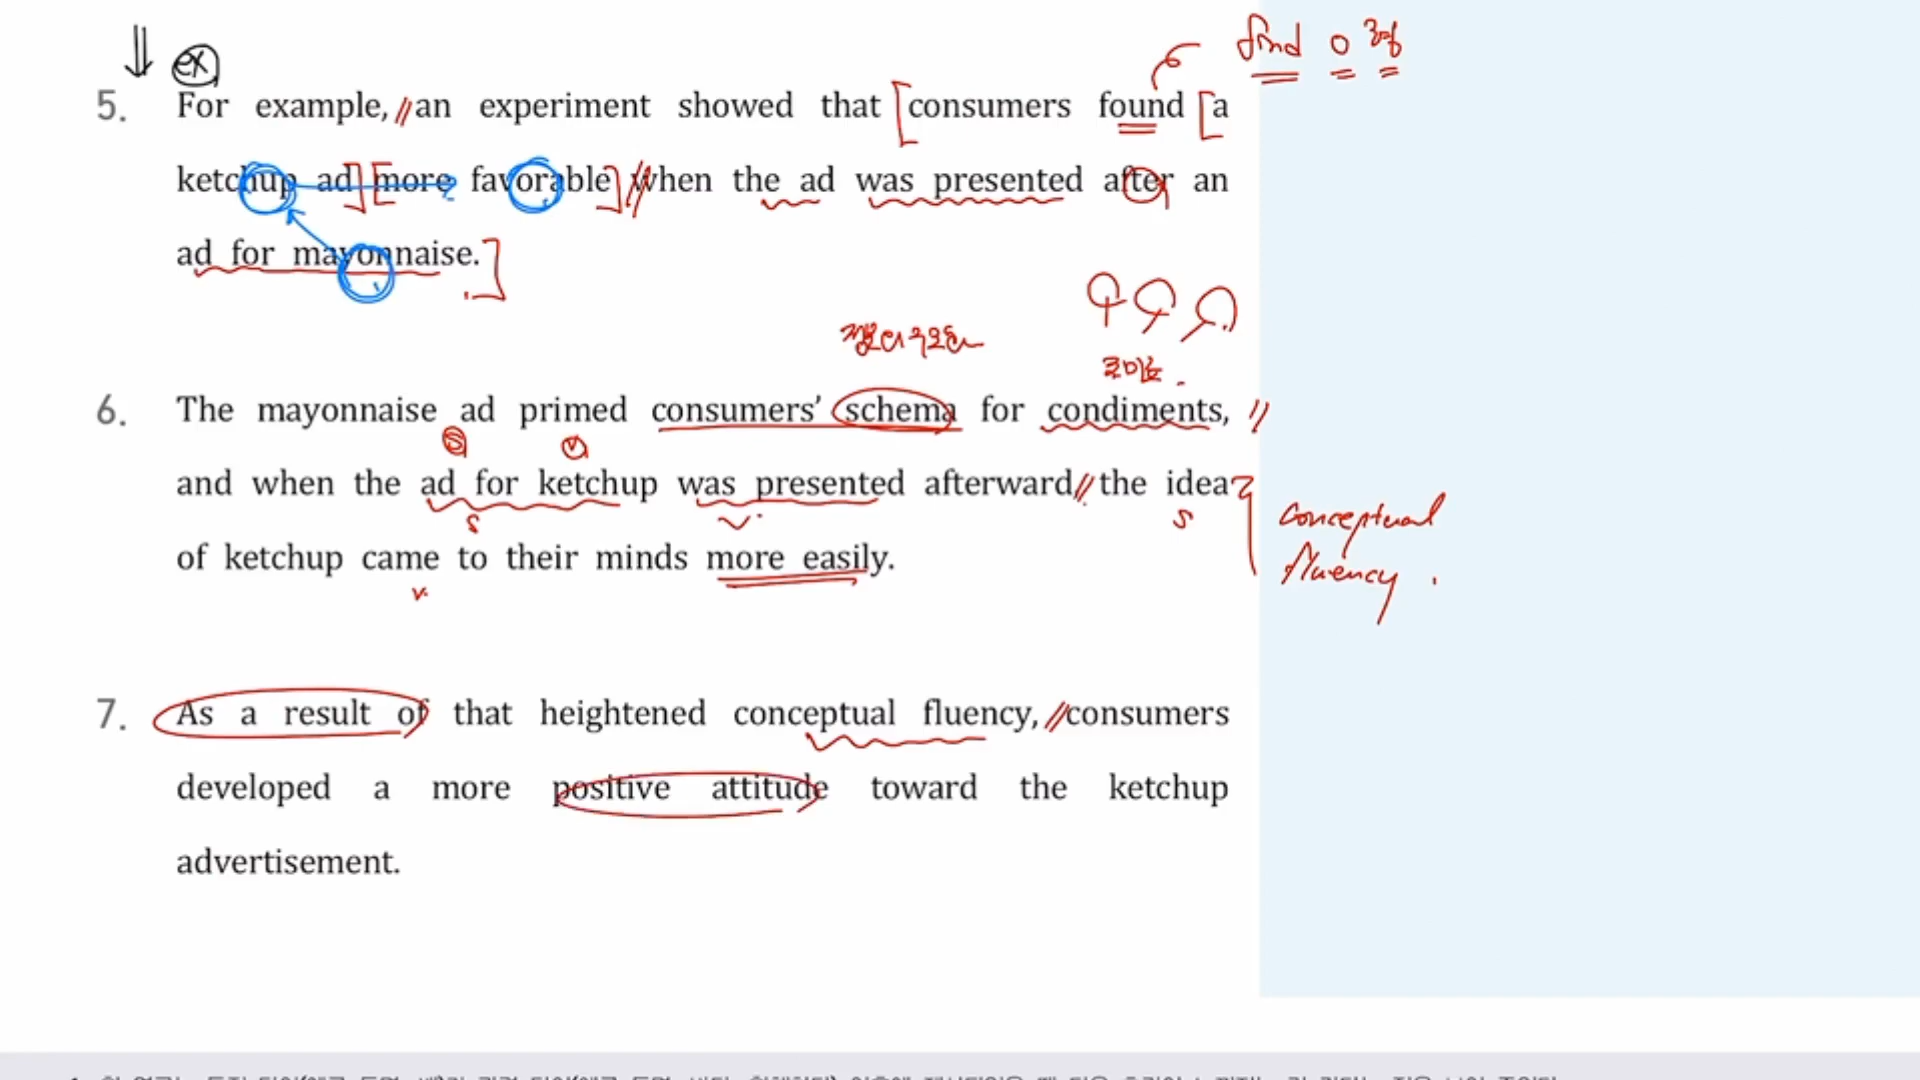 ex
find o 형
5. For example, an experiment showed that consumers found a
ketchup ad more favorable when the ad was presented after an
ad for mayonnaise.
조미료.
6. The mayonnaise ad primed consumers’ schema for condiments,
S V
and when the ad for ketchup was presented afterward the idea
S V S
of ketchup came to their minds more easily.
V
conceptual
fluency.
7. As a result of that heightened conceptual fluency, consumers
developed a more positive attitude toward the ketchup
advertisement.